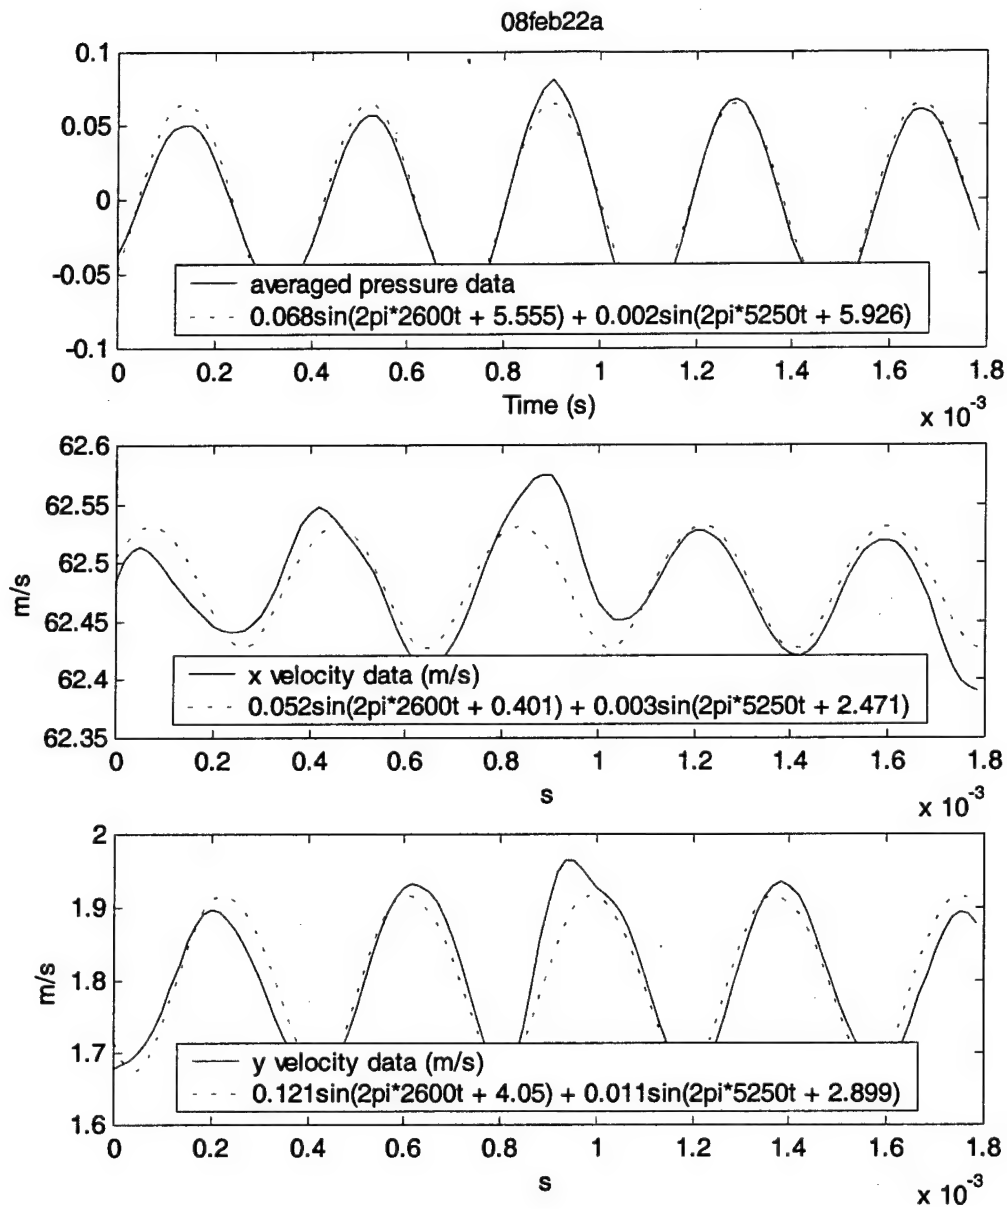 08feb22a
0.1
0.05
0
-0.05
-0.1
averaged pressure data
0.068sin(2pi*2600t + 5.555) + 0.002sin(2pi*5250t + 5.926)
0 0.2 0.4 0.6 0.8 1 1.2 1.4 1.6 1.8
Time (s)
x 10-3
62.6
62.55
62.5
62.45
62.4
62.35
m/s
x velocity data (m/s)
0.052sin(2pi*2600t + 0.401) + 0.003sin(2pi*5250t + 2.471)
0 0.2 0.4 0.6 0.8 1 1.2 1.4 1.6 1.8
s
x 10-3
2
1.9
1.8
1.7
1.6
m/s
y velocity data (m/s)
0.121sin(2pi*2600t + 4.05) + 0.011sin(2pi*5250t + 2.899)
0 0.2 0.4 0.6 0.8 1 1.2 1.4 1.6 1.8
s
x 10-3